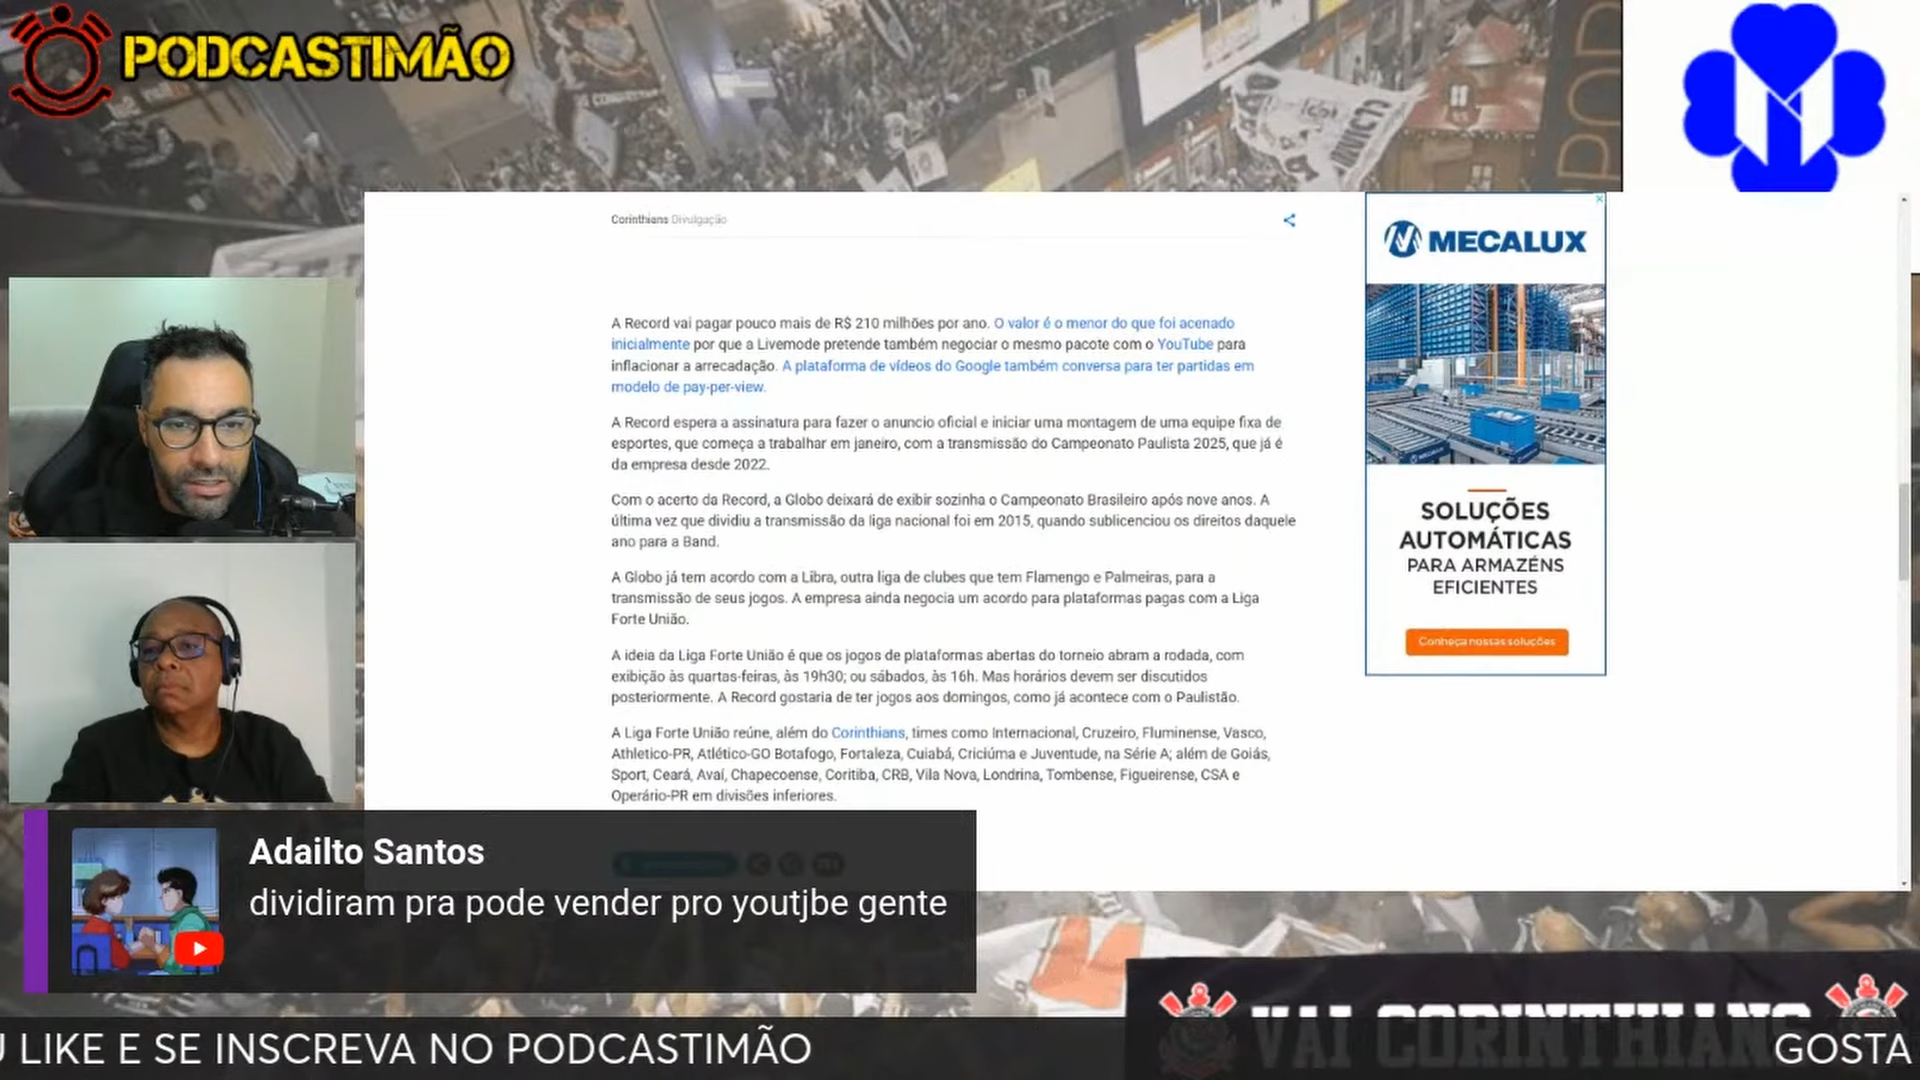 PODCASTIMÃO
Corinthians Divulgação
A Record vai pagar pouco mais de R$ 210 milhões por ano. O valor é o menor do que foi acenado
inicialmente por que a Livemode pretende também negociar o mesmo pacote com o YouTube para
inflacionar a arrecadação. A plataforma de vídeos do Google também conversa para ter partidas em
modelo de pay-per-view.
A Record espera a assinatura para fazer o anuncio oficial e iniciar uma montagem de uma equipe fixa de
esportes, que começa a trabalhar em janeiro, com a transmissão do Campeonato Paulista 2025, que já é
da empresa desde 2022.
Com o acerto da Record, a Globo deixará de exibir sozinha o Campeonato Brasileiro após nove anos. A
última vez que dividiu a transmissão da liga nacional foi em 2015, quando sublicenciou os direitos daquele
ano para a Band.
A Globo já tem acordo com a Libra, outra liga de clubes que tem Flamengo e Palmeiras, para a
transmissão de seus jogos. A empresa ainda negocia um acordo para plataformas pagas com a Liga
Forte União.
A ideia da Liga Forte União é que os jogos de plataformas abertas do torneio abram a rodada, com
exibição às quartas-feiras, às 19h30; ou sábados, às 16h. Mas horários devem ser discutidos
posteriormente. A Record gostaria de ter jogos aos domingos, como já acontece com o Paulistão.
A Liga Forte União reúne, além do Corinthians, times como Internacional, Cruzeiro, Fluminense, Vasco,
Athletico-PR, Atlético-GO Botafogo, Fortaleza, Cuiabá, Criciúma e Juventude, na Série A; além de Goiás,
Sport, Ceará, Avaí, Chapecoense, Coritiba, CRB, Vila Nova, Londrina, Tombense, Figueirense, CSA e
Operário-PR em divisões inferiores.
MECALUX
SOLUÇÕES
AUTOMÁTICAS
PARA ARMAZÉNS
EFICIENTES
Conheça nossas soluções
Adailto Santos
dividiram pra pode vender pro youtjbe gente
VAI CORINTHIANS
U LIKE E SE INSCREVA NO PODCASTIMÃO
GOSTA